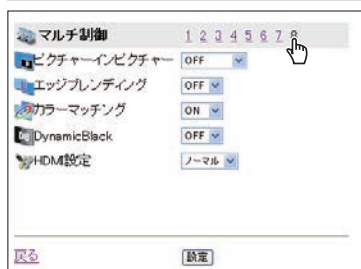 マルチ制御 1 2 3 4 5 6 7 8
ピクチャーインピクチャー OFF
エッジブレンディング OFF
カラーマッチング ON
DynamicBlack OFF
HDMI設定 ノーマル
戻る 設定